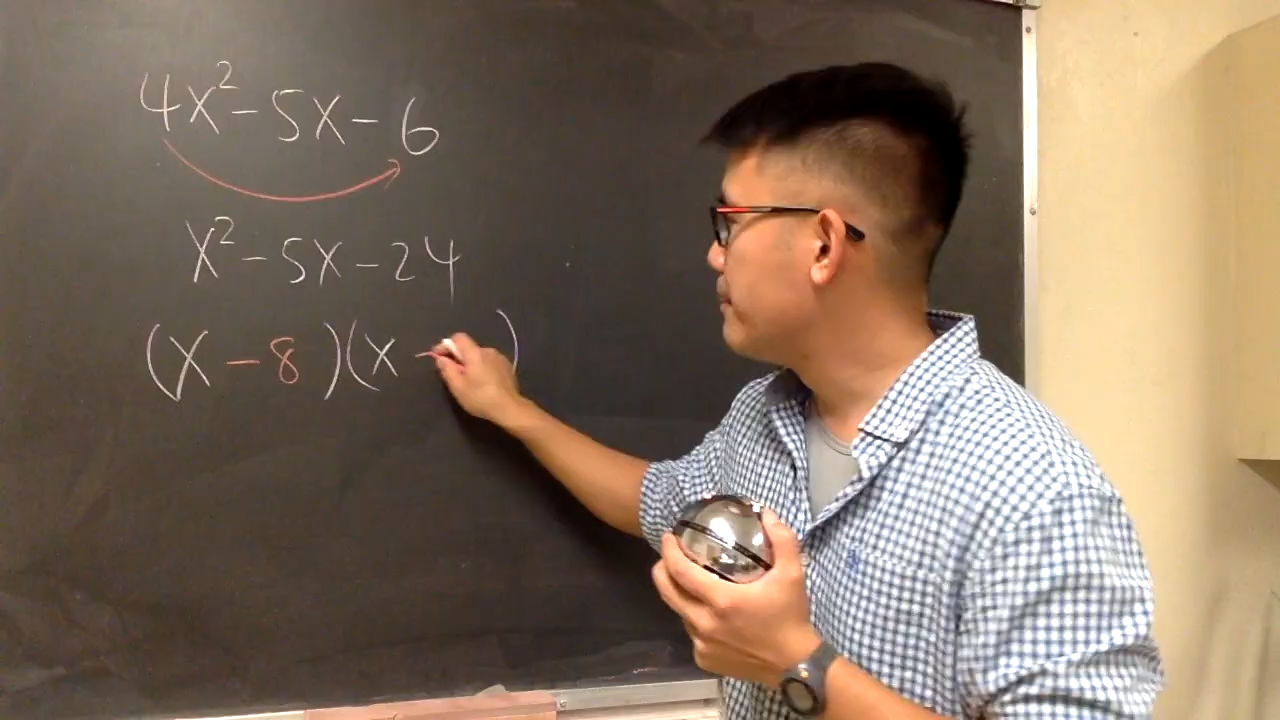 4x² - 5x - 6
x² - 5x - 24
(x - 8)(x - )